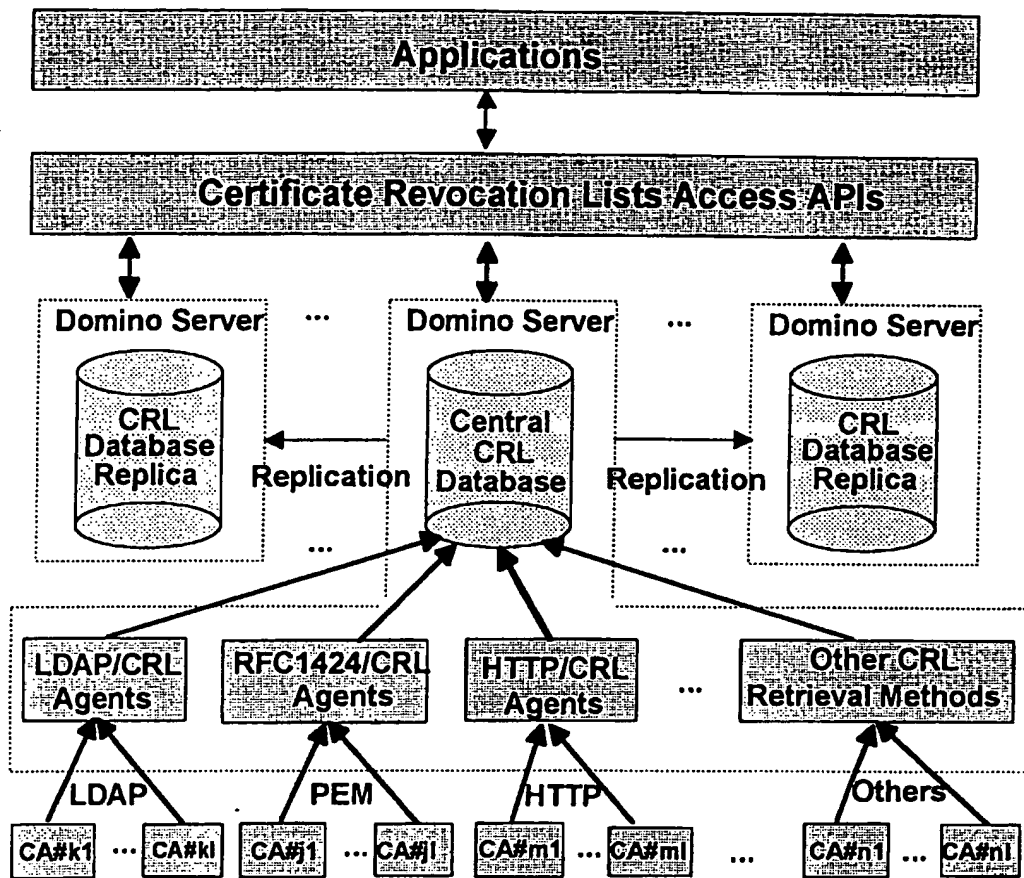 Applications
Certificate Revocation Lists Access APIs
Domino Server ... Domino Server ... Domino Server
CRL
Database
Replica
Central
CRL
Database
CRL
Database
Replica
Replication
Replication
... ...
LDAP/CRL
Agents
RFC1424/CRL
Agents
HTTP/CRL
Agents
...
Other CRL
Retrieval Methods
LDAP PEM HTTP Others
CA#k1 ... CA#kl CA#j1 ... CA#jl CA#m1 ... CA#ml ... CA#n1 ... CA#nl